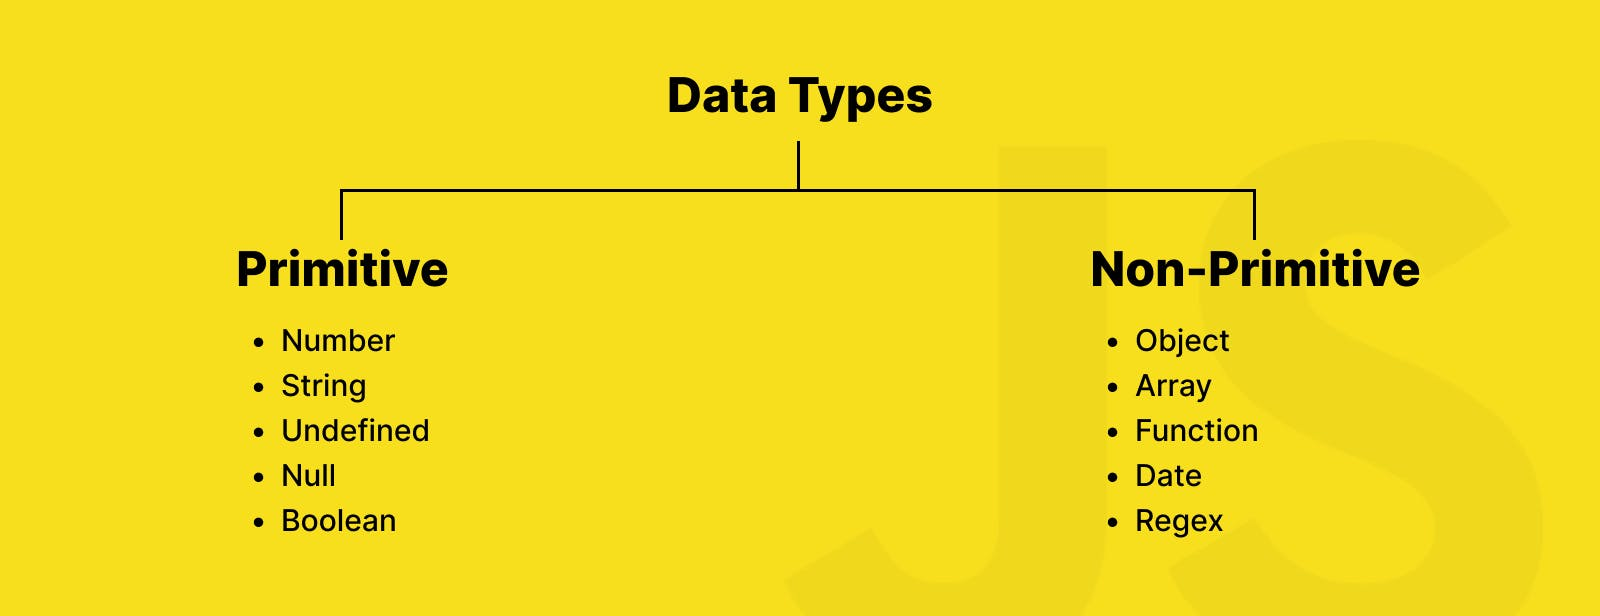 Data Types
Primitive
• Number
• String
• Undefined
• Null
• Boolean
Non-Primitive
• Object
• Array
• Function
• Date
• Regex
JS